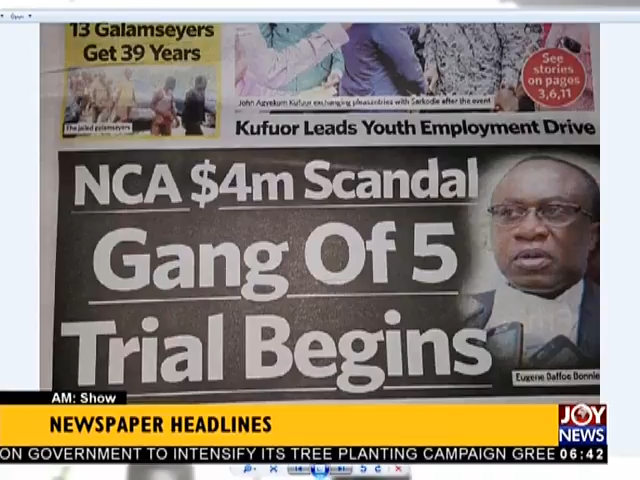 Open
13 Galamseyers
Get 39 Years
The jailed galamseyers
John Agyekum Kufuor exchanging pleasantries with Sarkodie after the event
See
stories
on pages
3,6,11
Kufuor Leads Youth Employment Drive
NCA $4m Scandal
Gang Of 5
Trial Begins
Eugene Baffoe Bonnie
AM: Show
NEWSPAPER HEADLINES
JOY
NEWS
ON GOVERNMENT TO INTENSIFY ITS TREE PLANTING CAMPAIGN GREE
06:42